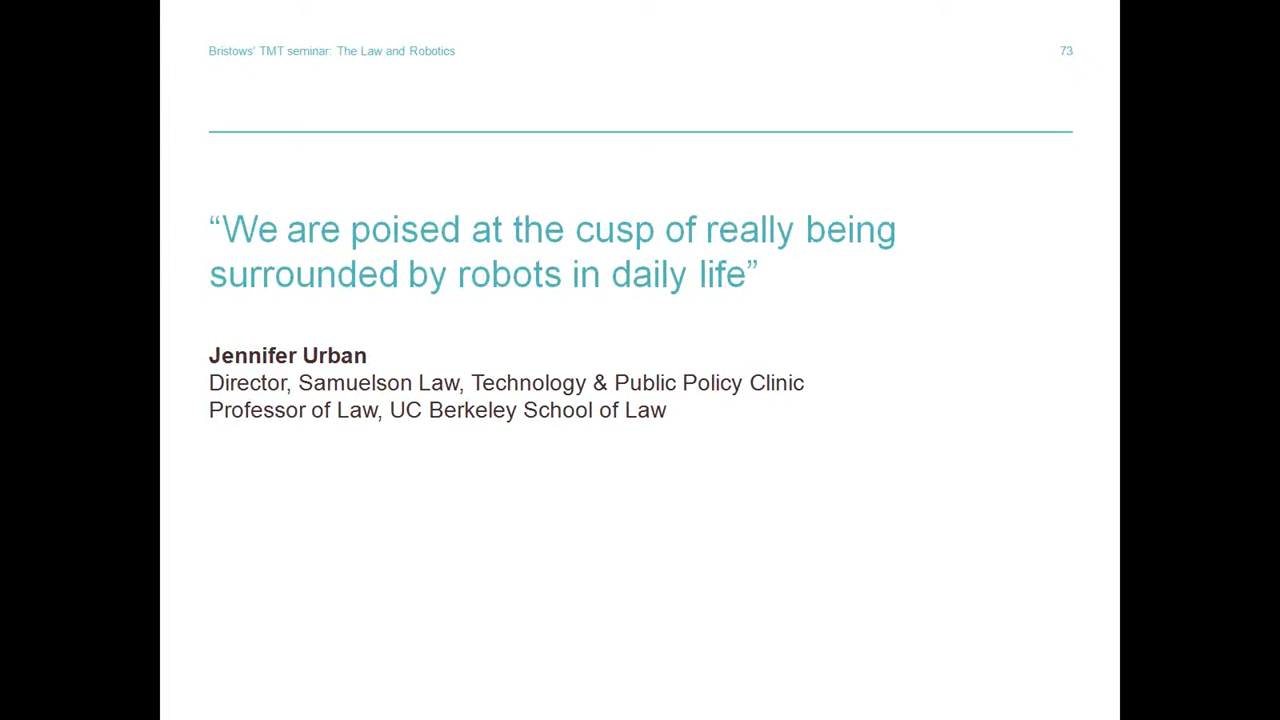 Bristows' TMT seminar: The Law and Robotics
73
“We are poised at the cusp of really being
surrounded by robots in daily life”
Jennifer Urban
Director, Samuelson Law, Technology & Public Policy Clinic
Professor of Law, UC Berkeley School of Law